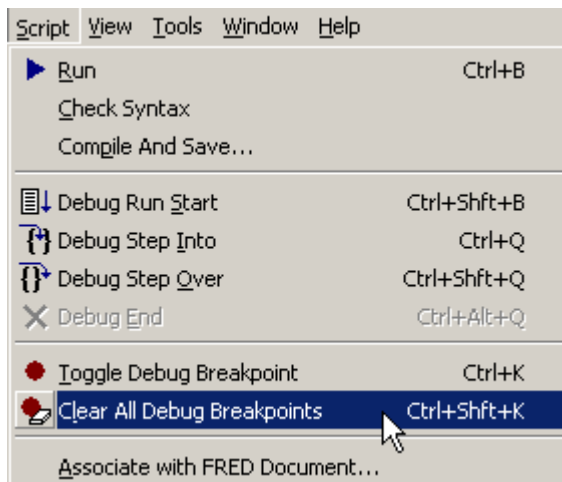 Script View Tools Window Help
Run Ctrl+B
Check Syntax
Compile And Save...
Debug Run Start Ctrl+Shft+B
Debug Step Into Ctrl+Q
Debug Step Over Ctrl+Shft+Q
Debug End Ctrl+Alt+Q
Toggle Debug Breakpoint Ctrl+K
Clear All Debug Breakpoints Ctrl+Shft+K
Associate with FRED Document...